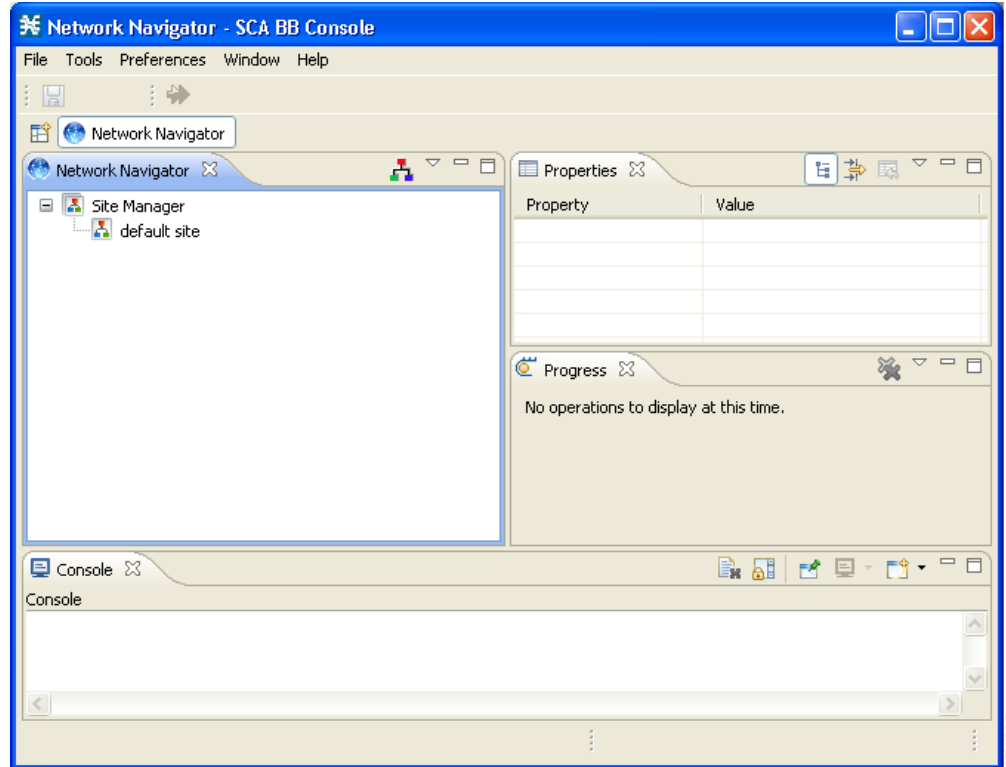 Network Navigator - SCA BB Console
File Tools Preferences Window Help
Network Navigator
Network Navigator
Site Manager
default site
Properties
Property Value
Progress
No operations to display at this time.
Console
Console